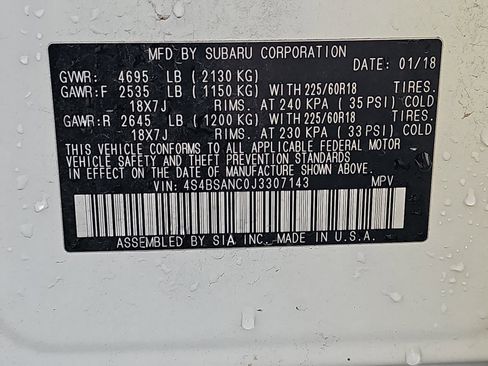 MFD BY SUBARU CORPORATION
DATE: 01/18
GVWR: 4695 LB (2130 KG)
GAWR:F 2535 LB (1150 KG) WITH 225/60R18 TIRES.
18X7J RIMS. AT 240 KPA (35 PSI) COLD
GAWR:R 2645 LB (1200 KG) WITH 225/60R18 TIRES.
18X7J RIMS. AT 230 KPA (33 PSI) COLD
THIS VEHICLE CONFORMS TO ALL APPLICABLE FEDERAL MOTOR
VEHICLE SAFETY AND THEFT PREVENTION STANDARDS
IN EFFECT ON THE DATE OF MANUFACTURE SHOWN ABOVE.
VIN: 4S4BSANC0J3307143 MPV
ASSEMBLED BY SIA INC. MADE IN U.S.A.